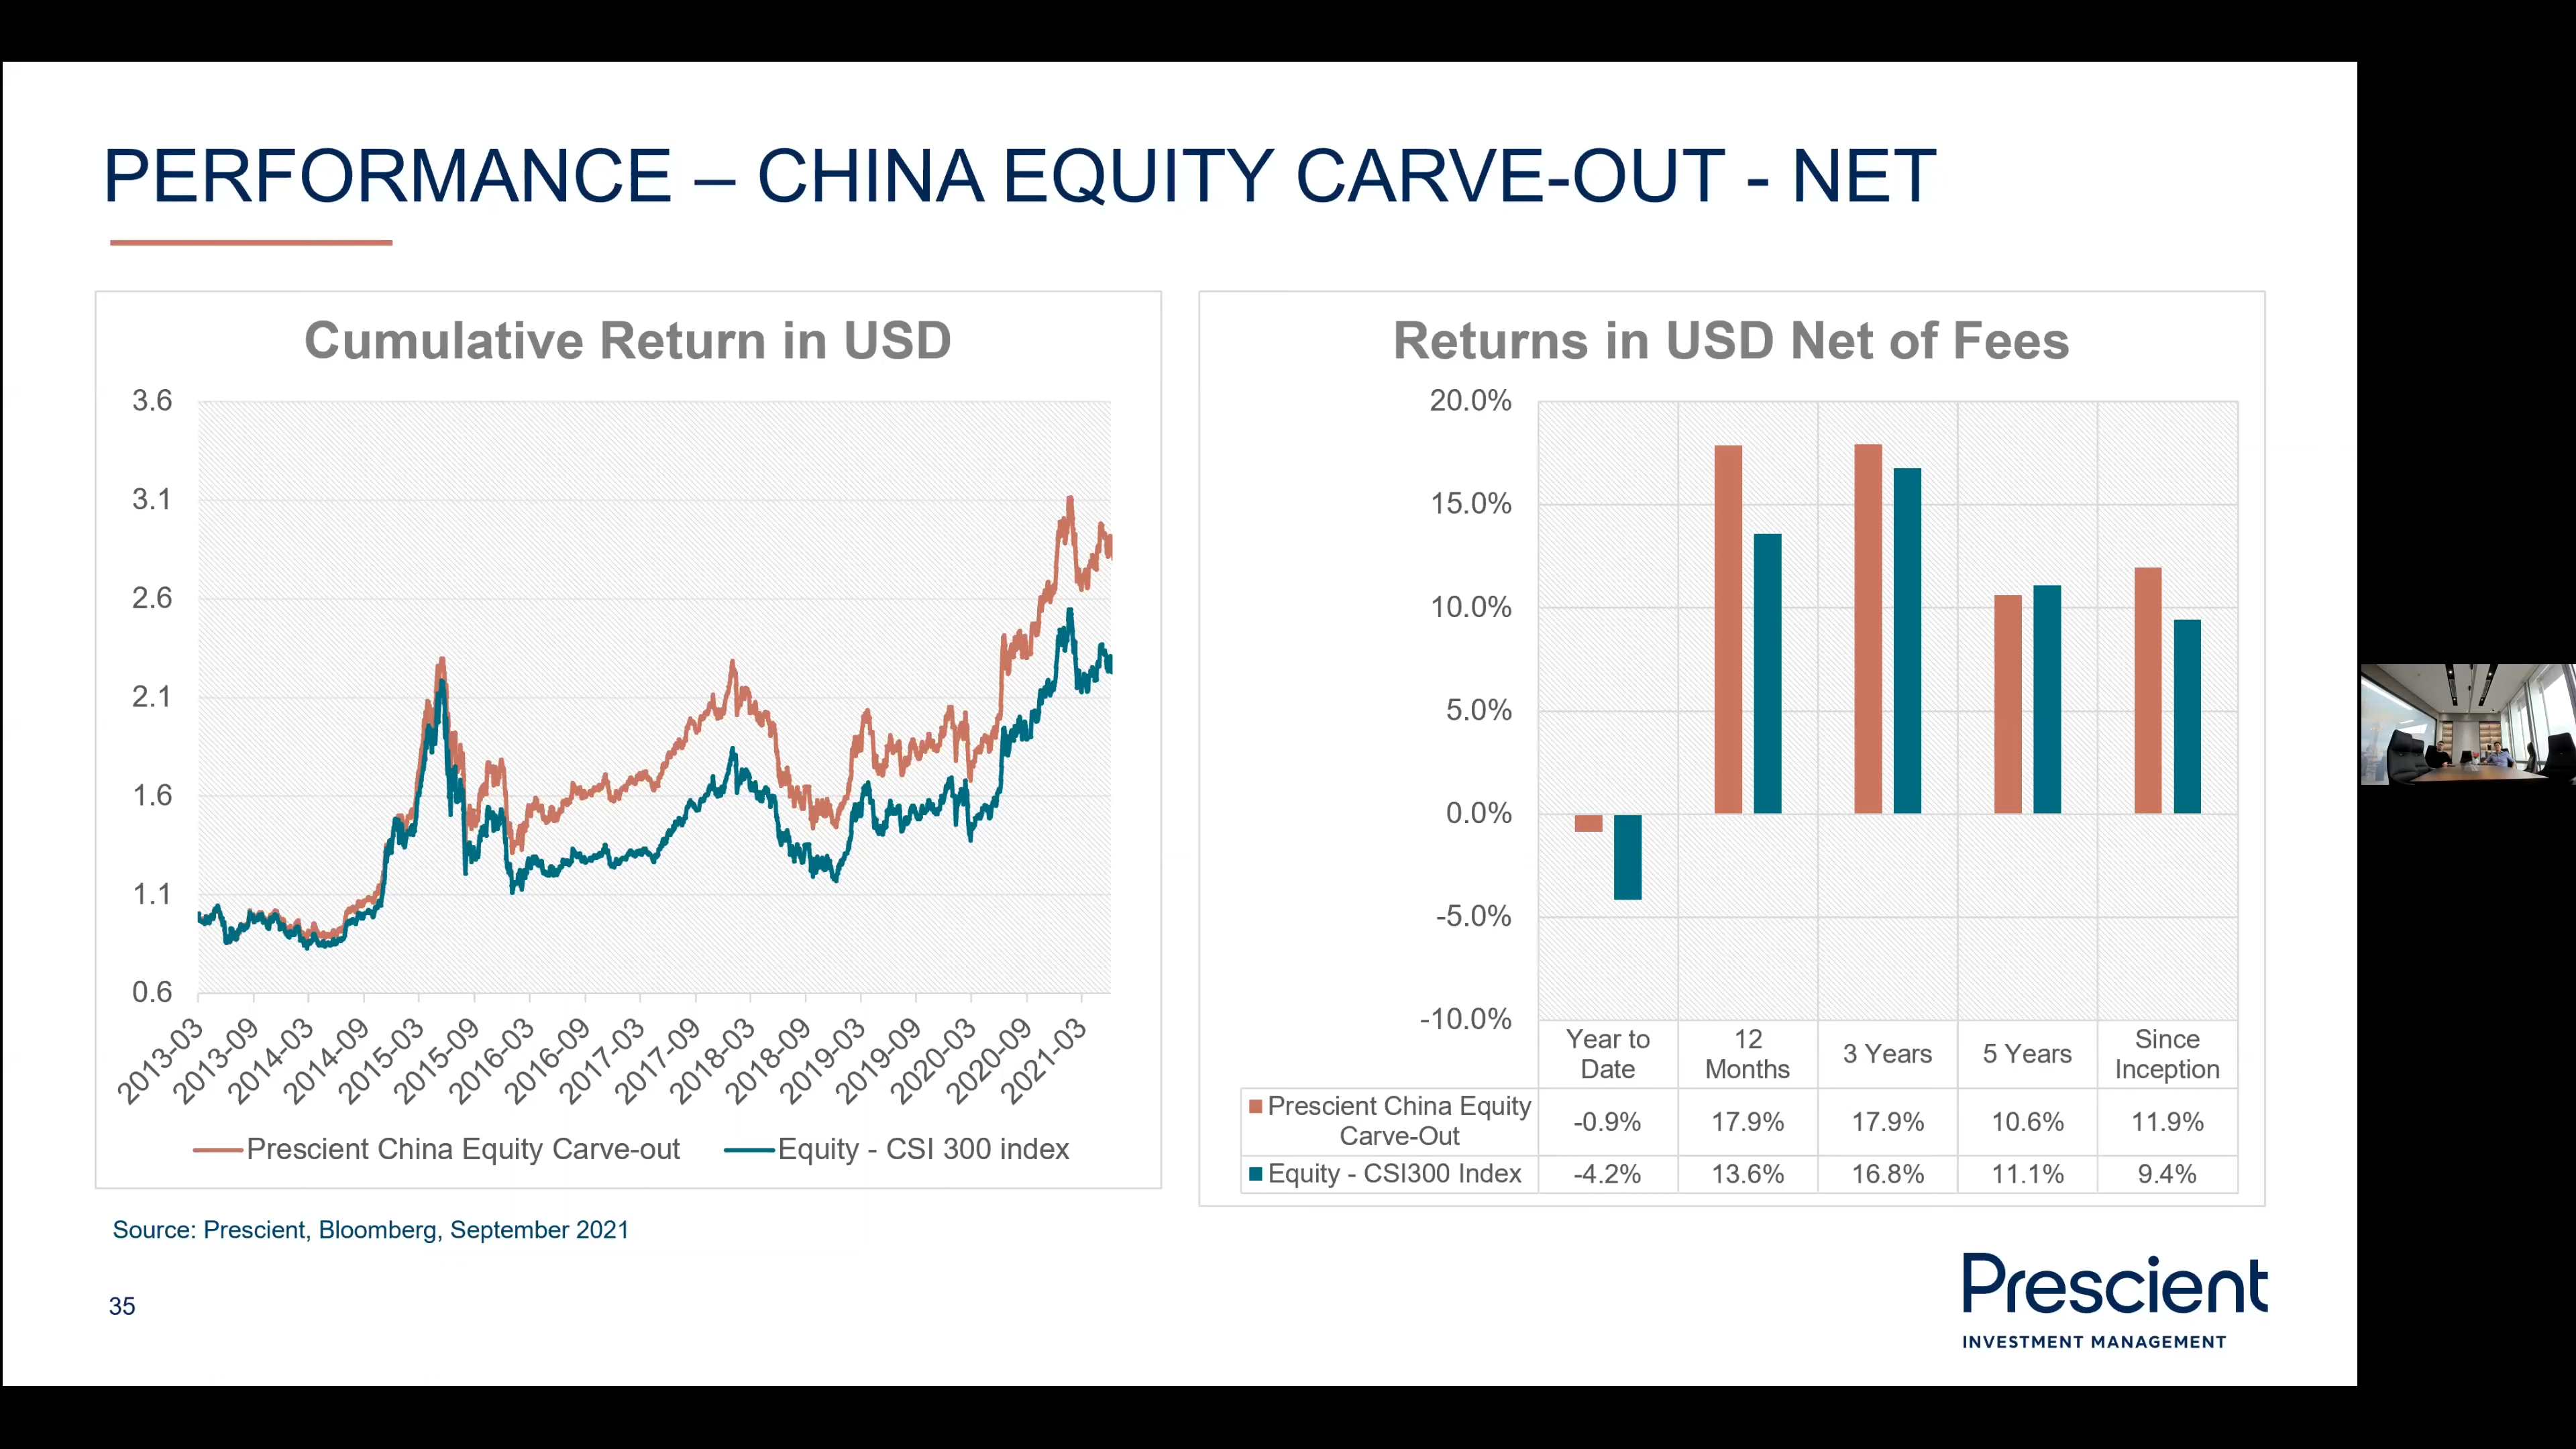 PERFORMANCE – CHINA EQUITY CARVE-OUT - NET
Cumulative Return in USD
3.6
3.1
2.6
2.1
1.6
1.1
0.6
2013-03
2013-09
2014-03
2014-09
2015-03
2015-09
2016-03
2016-09
2017-03
2017-09
2018-03
2018-09
2019-03
2019-09
2020-03
2020-09
2021-03
Prescient China Equity Carve-out
Equity - CSI 300 index
Returns in USD Net of Fees
20.0%
15.0%
10.0%
5.0%
0.0%
-5.0%
-10.0%
Year to Date
12 Months
3 Years
5 Years
Since Inception
Prescient China Equity Carve-Out -0.9% 17.9% 17.9% 10.6% 11.9%
Equity - CSI300 Index -4.2% 13.6% 16.8% 11.1% 9.4%
Source: Prescient, Bloomberg, September 2021
35
Prescient
INVESTMENT MANAGEMENT